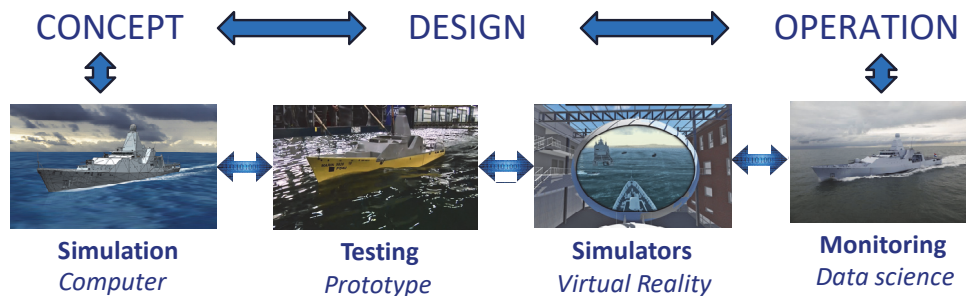 CONCEPT
DESIGN
OPERATION
Simulation
Computer
Testing
Prototype
Simulators
Virtual Reality
Monitoring
Data science